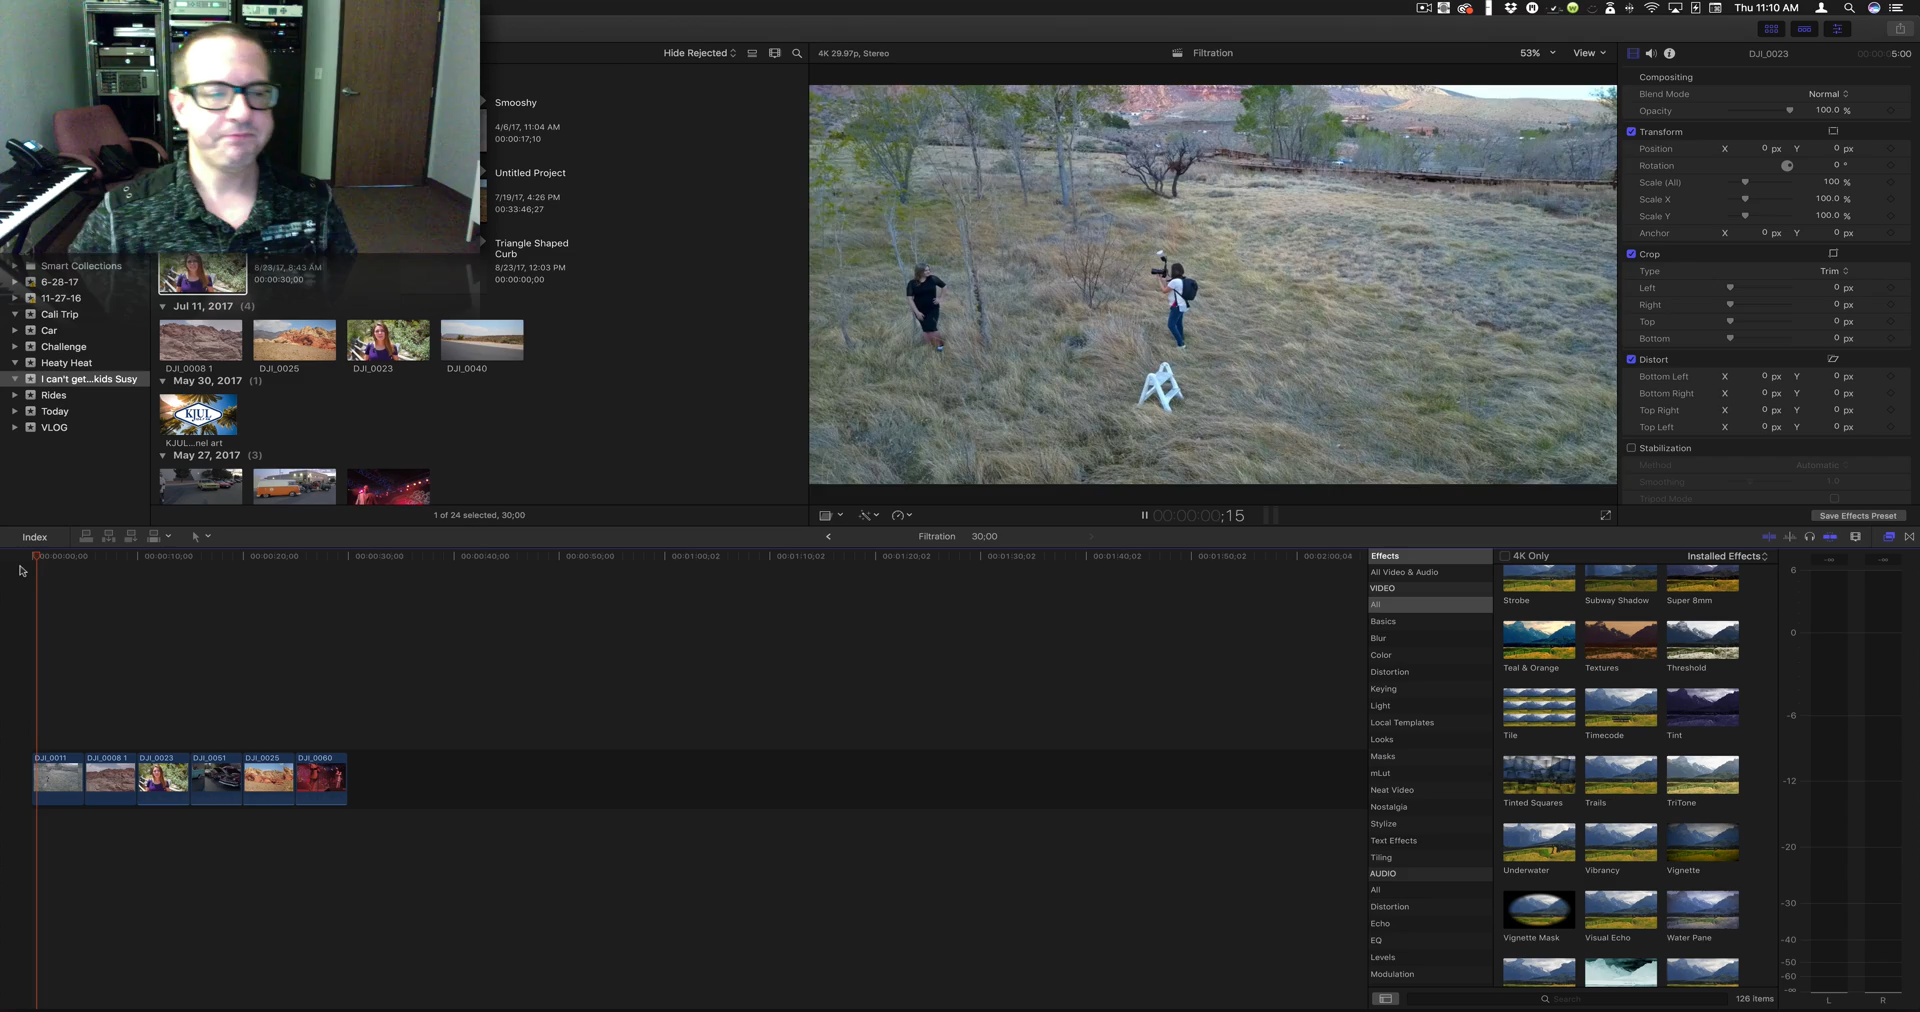 Thu 11:10 AM
Hide Rejected
4K 29.97p, Stereo
Filtration
53%
View
DJI_0023
00:00:00:05:00
Smooshy
4/6/17, 11:04 AM
00:00:17;10
Untitled Project
7/19/17, 4:26 PM
00:33:46;27
Triangle Shaped
Curb
8/23/17, 12:03 PM
00:00:00;00
8/23/17, 8:43 AM
00:00:30;00
Smart Collections
6-28-17
11-27-16
Cali Trip
Car
Challenge
Heaty Heat
I can't get...kids Susy
Rides
Today
VLOG
Jul 11, 2017 (4)
DJI_0008 1
DJI_0025
DJI_0023
DJI_0040
May 30, 2017 (1)
KJUL
KJUL...nel art
May 27, 2017 (3)
1 of 24 selected, 30;00
00:00:00;15
Compositing
Blend Mode Normal
Opacity 100.0 %
Transform
Position X 0 px Y 0 px
Rotation 0 °
Scale (All) 100 %
Scale X 100.0 %
Scale Y 100.0 %
Anchor X 0 px Y 0 px
Crop
Type Trim
Left 0 px
Right 0 px
Top 0 px
Bottom 0 px
Distort
Bottom Left X 0 px Y 0 px
Bottom Right X 0 px Y 0 px
Top Right X 0 px Y 0 px
Top Left X 0 px Y 0 px
Stabilization
Method Automatic
Smoothing 1.0
Tripod Mode
Save Effects Preset
Index
Filtration 30;00
00:00:00;00 00:00:10;00 00:00:20;00 00:00:30;00 00:00:40;00 00:00:50;00 00:01:00;02 00:01:10;02 00:01:20;02 00:01:30;02 00:01:40;02 00:01:50;02 00:02:00;04
DJI_0011
DJI_0008 1
DJI_0023
DJI_0051
DJI_0025
DJI_0060
Effects
All Video & Audio
VIDEO
All
Basics
Blur
Color
Distortion
Keying
Light
Local Templates
Looks
Masks
mLut
Neat Video
Nostalgia
Stylize
Text Effects
Tiling
AUDIO
All
Distortion
Echo
EQ
Levels
Modulation
4K Only
Installed Effects
Strobe Subway Shadow Super 8mm
Teal & Orange Textures Threshold
Tile Timecode Tint
Tinted Squares Trails TriTone
Underwater Vibrancy Vignette
Vignette Mask Visual Echo Water Pane
Search
126 items
6
0
-6
-12
-20
-30
-40
-50
-60
-∞
L R